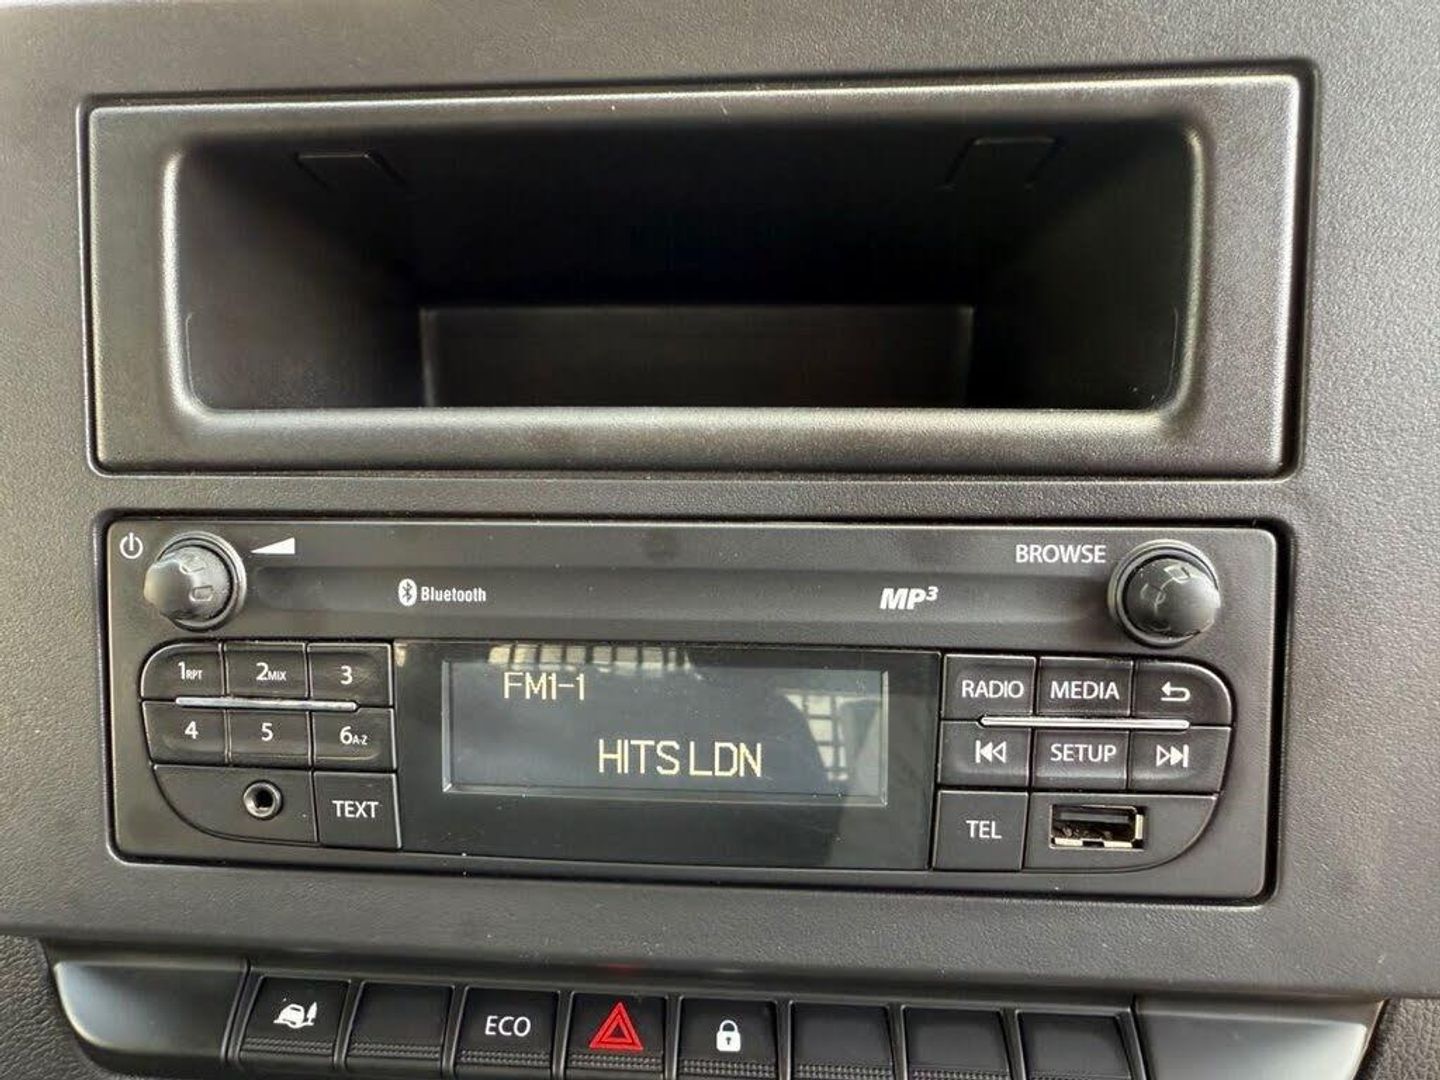 BROWSE
Bluetooth
MP3
1RPT 2MIX 3
FM1-1
RADIO MEDIA
4 5 6A-Z
HITS LDN
SETUP
TEXT
TEL
ECO